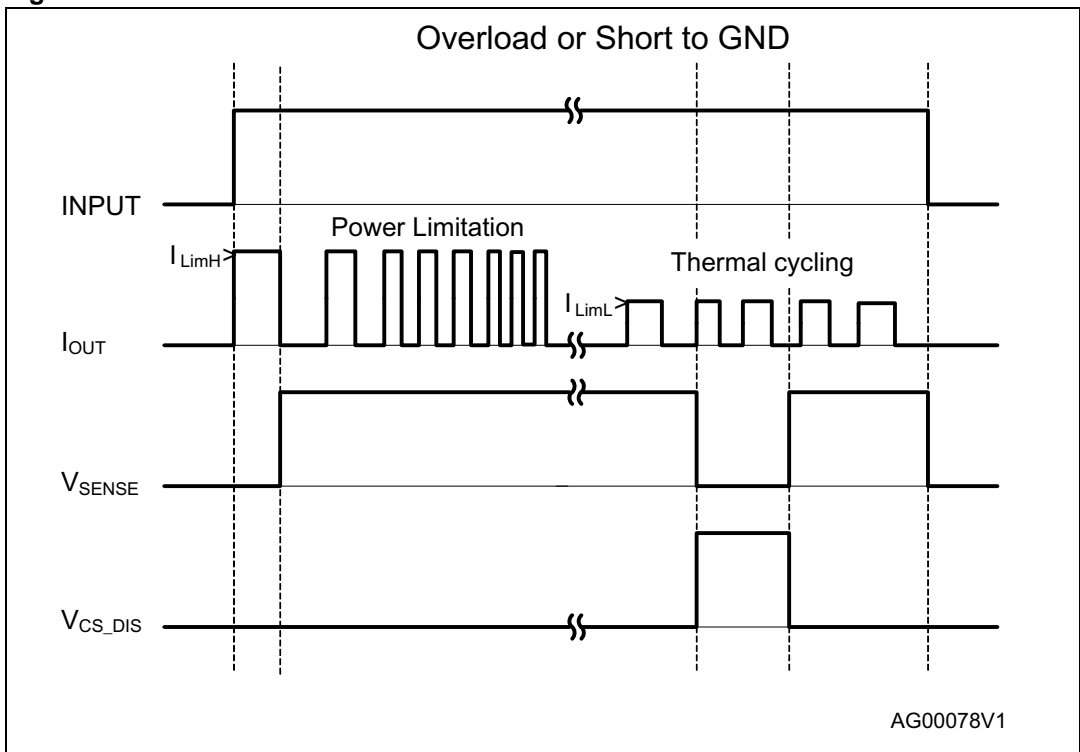 Overload or Short to GND
INPUT
Power Limitation
I LimH
Thermal cycling
I LimL
IOUT
VSENSE
VCS_DIS
AG00078V1